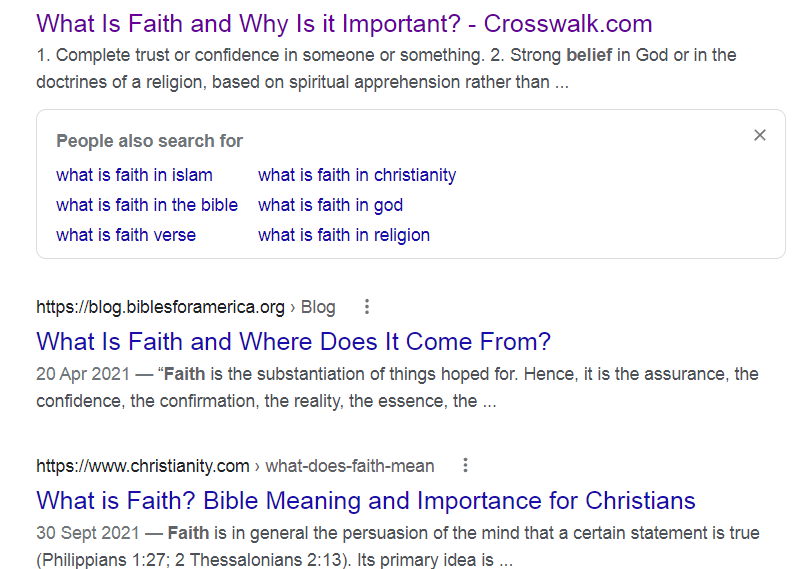 What Is Faith and Why Is it Important? - Crosswalk.com
1. Complete trust or confidence in someone or something. 2. Strong belief in God or in the
doctrines of a religion, based on spiritual apprehension rather than ...
People also search for
what is faith in islam
what is faith in christianity
what is faith in the bible
what is faith in god
what is faith verse
what is faith in religion
https://blog.biblesforamerica.org › Blog
What Is Faith and Where Does It Come From?
20 Apr 2021 — “Faith is the substantiation of things hoped for. Hence, it is the assurance, the
confidence, the confirmation, the reality, the essence, the ...
https://www.christianity.com › what-does-faith-mean
What is Faith? Bible Meaning and Importance for Christians
30 Sept 2021 — Faith is in general the persuasion of the mind that a certain statement is true
(Philippians 1:27; 2 Thessalonians 2:13). Its primary idea is ...